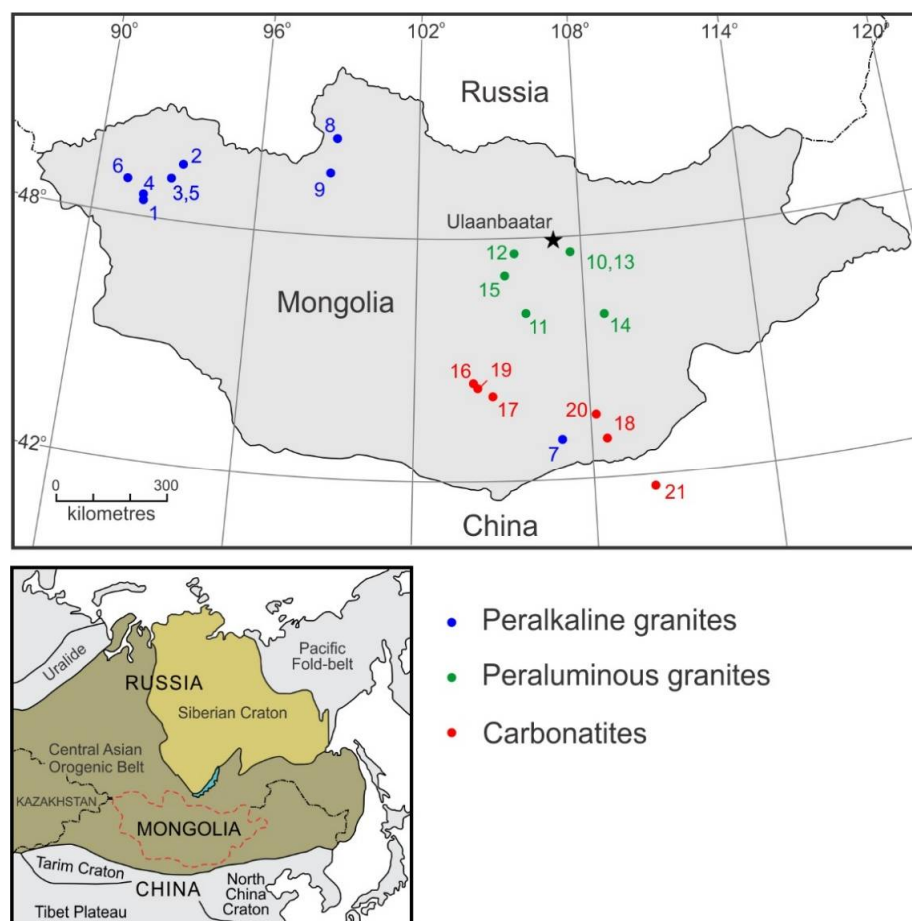 90°
96°
102°
108°
114°
120°
Russia
8
2
6
4
9
3,5
48°
1
Ulaanbaatar
12
10,13
15
Mongolia
11
14
16
19
17
20
18
42°
7
0
300
kilometres
21
China
Uralide
Pacific
Fold-belt
RUSSIA
Siberian Craton
Central Asian
Orogenic Belt
KAZAKHSTAN
MONGOLIA
Tarim Craton
CHINA
North
China
Craton
Tibet Plateau
Peralkaline granites
Peraluminous granites
Carbonatites